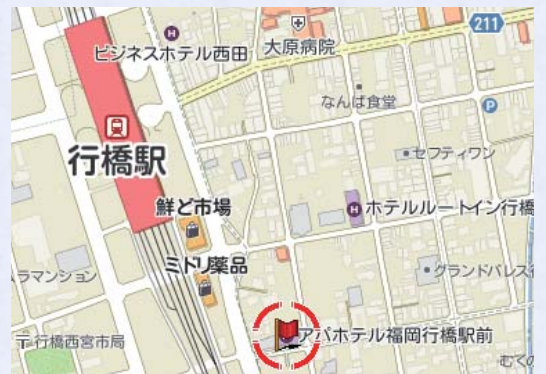 211
ビジネスホテル西田
大原病院
なんば食堂
P
セフティワン
行橋駅
鮮ど市場
H ホテルルートイン行橋
ミドリ薬品
ラマンション
グランドパレス行
アパホテル福岡行橋駅前
〒行橋西宮市局
むくの